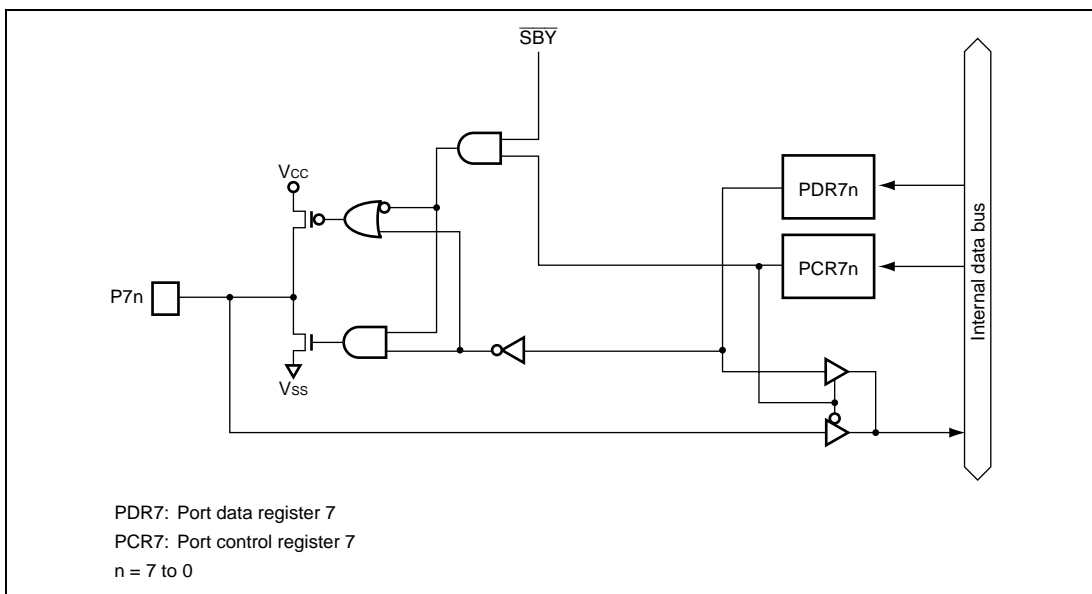 SBY
PDR7n
VCC
PCR7n
Internal data bus
P7n
VSS
PDR7: Port data register 7
PCR7: Port control register 7
n = 7 to 0